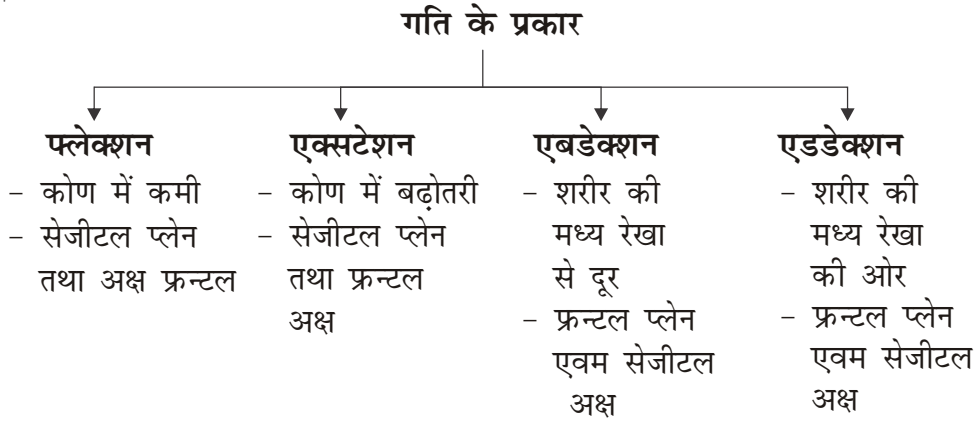 गति के प्रकार
फ्लेक्शन
– कोण में कमी
– सेजीटल प्लेन
तथा अक्ष फ्रन्टल
एक्सटेशन
– कोण में बढ़ोतरी
– सेजीटल प्लेन
तथा फ्रन्टल
अक्ष
एबडेक्शन
– शरीर की
मध्य रेखा
से दूर
– फ्रन्टल प्लेन
एवम सेजीटल
अक्ष
एडडेक्शन
– शरीर की
मध्य रेखा
की ओर
– फ्रन्टल प्लेन
एवम सेजीटल
अक्ष